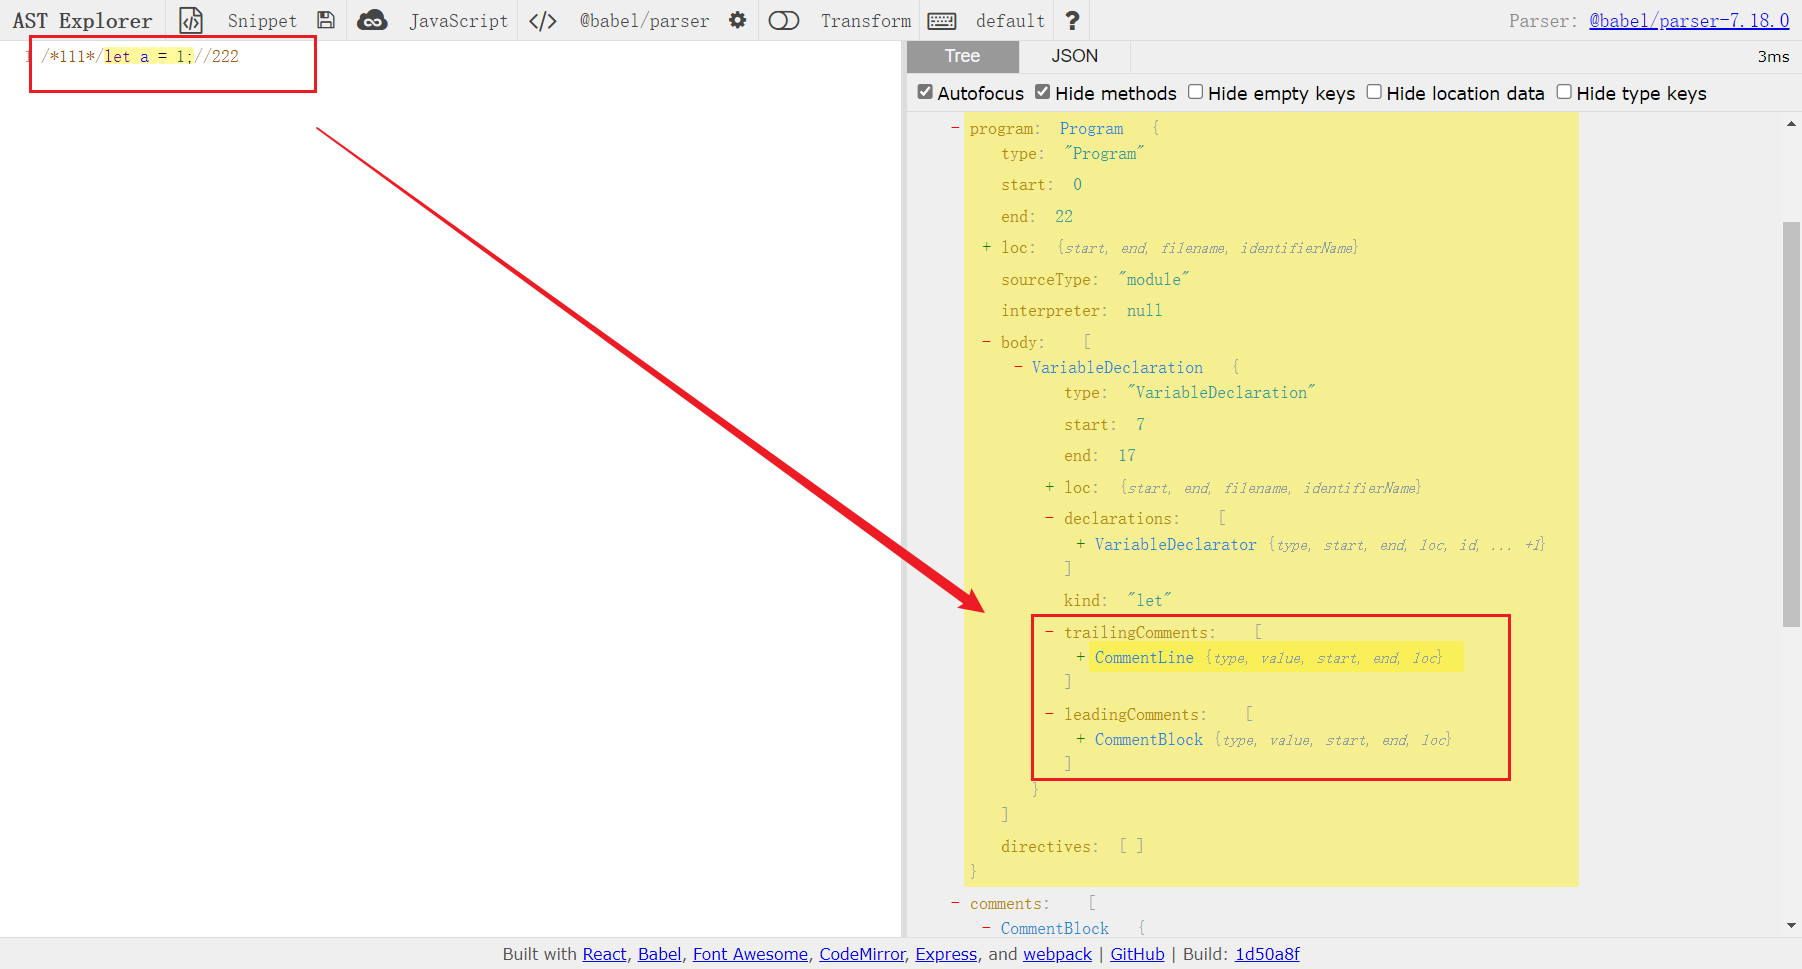 AST Explorer Snippet JavaScript </> @babel/parser Transform default ? Parser: @babel/parser-7.18.0
1 /*111*/let a = 1;//222
Tree JSON 3ms
Autofocus Hide methods Hide empty keys Hide location data Hide type keys
- program: Program {
type: "Program"
start: 0
end: 22
+ loc: {start, end, filename, identifierName}
sourceType: "module"
interpreter: null
- body: [
- VariableDeclaration {
type: "VariableDeclaration"
start: 7
end: 17
+ loc: {start, end, filename, identifierName}
- declarations: [
+ VariableDeclarator {type, start, end, loc, id, ... +1}
]
kind: "let"
- trailingComments: [
+ CommentLine {type, value, start, end, loc}
]
- leadingComments: [
+ CommentBlock {type, value, start, end, loc}
]
}
]
directives: [ ]
}
- comments: [
- CommentBlock {
Built with React, Babel, Font Awesome, CodeMirror, Express, and webpack | GitHub | Build: 1d50a8f